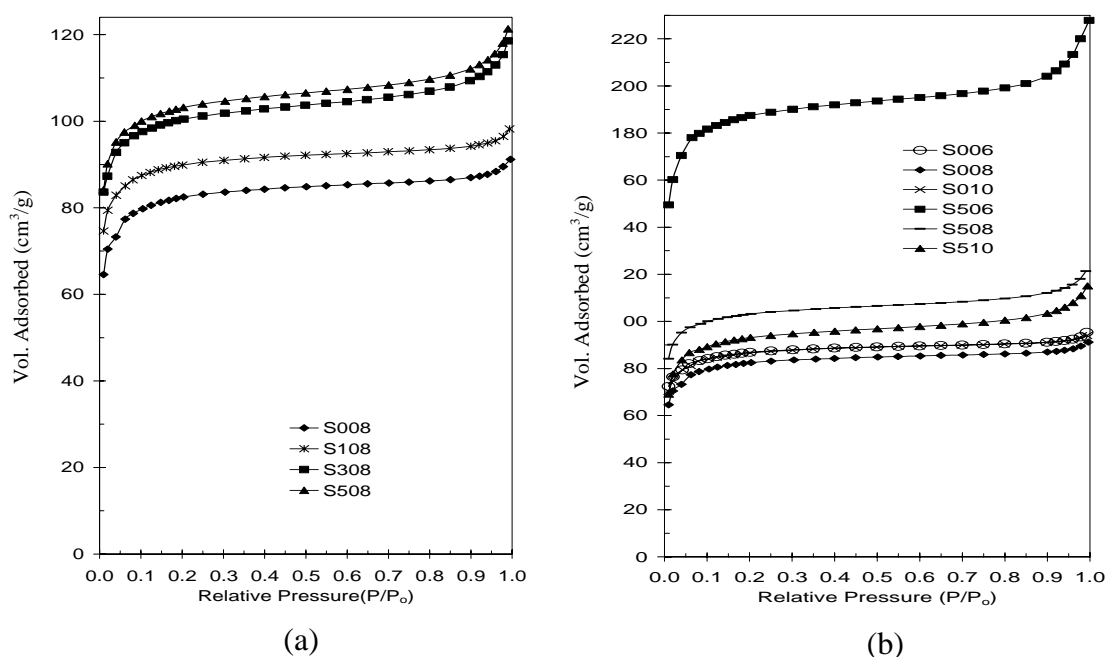 120
100
80
60
40
20
0
Vol. Adsorbed (cm³/g)
S008
S108
S308
S508
0.0 0.1 0.2 0.3 0.4 0.5 0.6 0.7 0.8 0.9 1.0
Relative Pressure(P/Pₒ)
(a)
220
200
180
60
40
20
00
80
60
40
20
0
Vol. Adsorbed (cm³/g)
S006
S008
S010
S506
S508
S510
0.0 0.1 0.2 0.3 0.4 0.5 0.6 0.7 0.8 0.9 1.0
Relative Pressure (P/Pₒ)
(b)